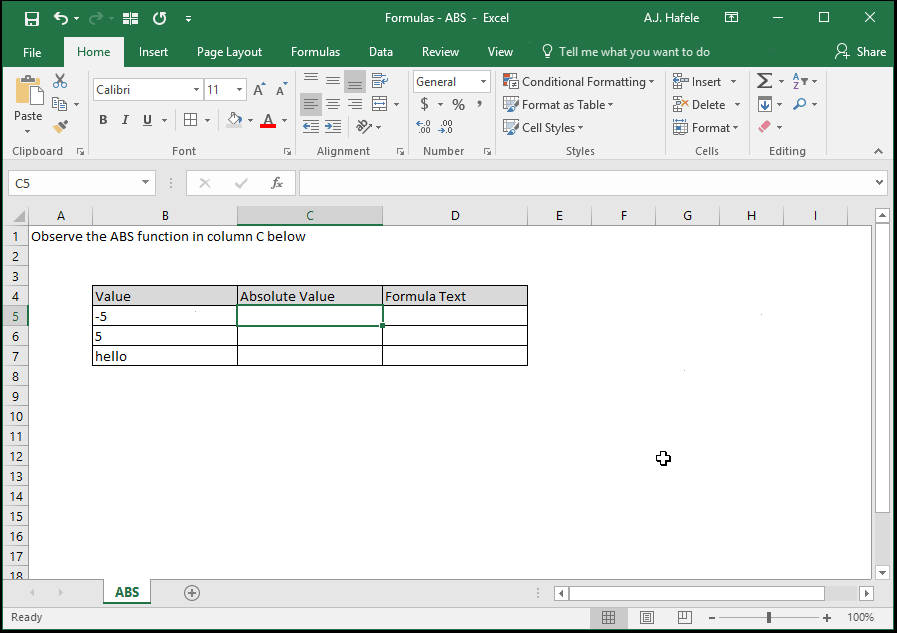 Formulas - ABS - Excel
A.J. Hafele
File Home Insert Page Layout Formulas Data Review View Tell me what you want to do Share
Calibri 11
General
Conditional Formatting
Insert
Σ A Z
Paste
B I U A
$ % ,
Format as Table
Delete
.00 .00
Cell Styles
Format
Clipboard Font Alignment Number Styles Cells Editing
C5 fx
A B C D E F G H I
1 Observe the ABS function in column C below
2
3
4 Value Absolute Value Formula Text
5 -5
6 5
7 hello
8
9
10
11
12
13
14
15
16
17
18
ABS
Ready 100%